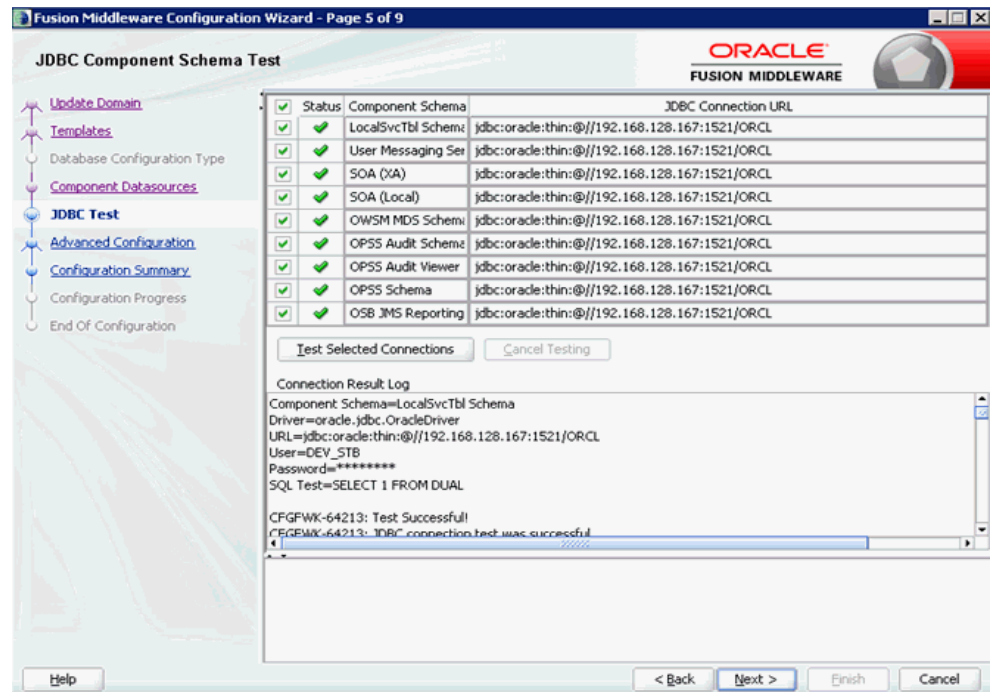 Fusion Middleware Configuration Wizard - Page 5 of 9
JDBC Component Schema Test
ORACLE
FUSION MIDDLEWARE
Update Domain
Templates
Database Configuration Type
Component Datasources
JDBC Test
Advanced Configuration
Configuration Summary
Configuration Progress
End Of Configuration
Status Component Schema JDBC Connection URL
LocalSvcTbl Schema jdbc:oracle:thin:@//192.168.128.167:1521/ORCL
User Messaging Ser jdbc:oracle:thin:@//192.168.128.167:1521/ORCL
SOA (XA) jdbc:oracle:thin:@//192.168.128.167:1521/ORCL
SOA (Local) jdbc:oracle:thin:@//192.168.128.167:1521/ORCL
OWSM MDS Schema jdbc:oracle:thin:@//192.168.128.167:1521/ORCL
OPSS Audit Schema jdbc:oracle:thin:@//192.168.128.167:1521/ORCL
OPSS Audit Viewer jdbc:oracle:thin:@//192.168.128.167:1521/ORCL
OPSS Schema jdbc:oracle:thin:@//192.168.128.167:1521/ORCL
OSB JMS Reporting jdbc:oracle:thin:@//192.168.128.167:1521/ORCL
Test Selected Connections Cancel Testing
Connection Result Log
Component Schema=LocalSvcTbl Schema
Driver=oracle.jdbc.OracleDriver
URL=jdbc:oracle:thin:@//192.168.128.167:1521/ORCL
User=DEV_STB
Password=********
SQL Test=SELECT 1 FROM DUAL
CFGFWK-64213: Test Successful!
CFGFWK-64213: JDBC connection test was successful
Help < Back Next > Finish Cancel